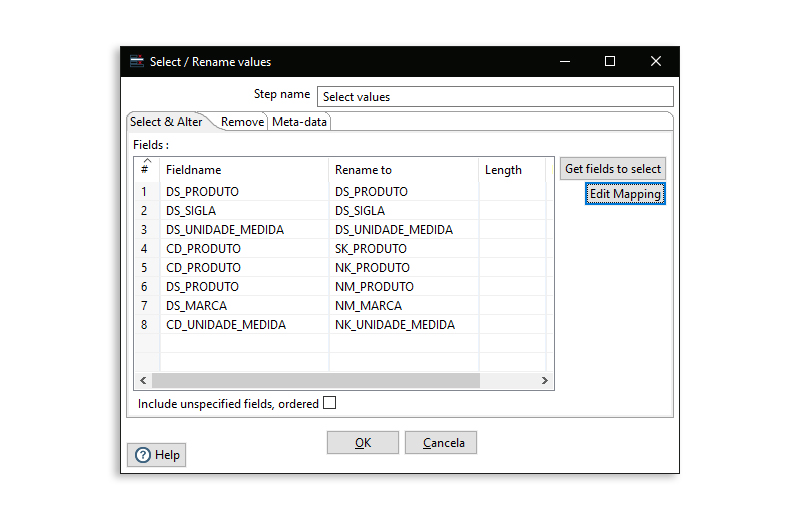 Select / Rename values
Step name Select values
Select & Alter Remove Meta-data
Fields :
# Fieldname Rename to Length
1 DS_PRODUTO DS_PRODUTO
2 DS_SIGLA DS_SIGLA
3 DS_UNIDADE_MEDIDA DS_UNIDADE_MEDIDA
4 CD_PRODUTO SK_PRODUTO
5 CD_PRODUTO NK_PRODUTO
6 DS_PRODUTO NM_PRODUTO
7 DS_MARCA NM_MARCA
8 CD_UNIDADE_MEDIDA NK_UNIDADE_MEDIDA
Get fields to select
Edit Mapping
Include unspecified fields, ordered
OK Cancela
Help